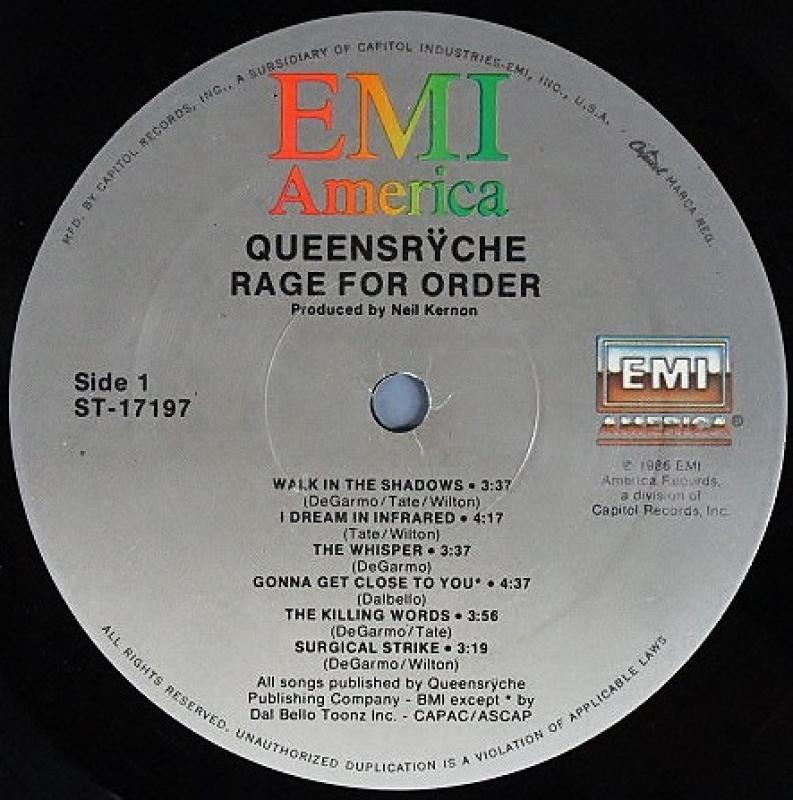 MFD. BY CAPITOL RECORDS, INC., A SUBSIDIARY OF CAPITOL INDUSTRIES-EMI, INC., U.S.A. Capitol MARCA REG.
EMI
America
QUEENSRŸCHE
RAGE FOR ORDER
Produced by Neil Kernon
Side 1
ST-17197
EMI
AMERICA®
℗ 1986 EMI
America Records,
a division of
Capitol Records, Inc.
WALK IN THE SHADOWS • 3:37
(DeGarmo/Tate/Wilton)
I DREAM IN INFRARED • 4:17
(Tate/Wilton)
THE WHISPER • 3:37
(DeGarmo)
GONNA GET CLOSE TO YOU* • 4:37
(Dalbello)
THE KILLING WORDS • 3:56
(DeGarmo/Tate)
SURGICAL STRIKE • 3:19
(DeGarmo/Wilton)
All songs published by Queensrÿche
Publishing Company - BMI except * by
Dal Bello Toonz Inc. - CAPAC/ASCAP
ALL RIGHTS RESERVED. UNAUTHORIZED DUPLICATION IS A VIOLATION OF APPLICABLE LAWS